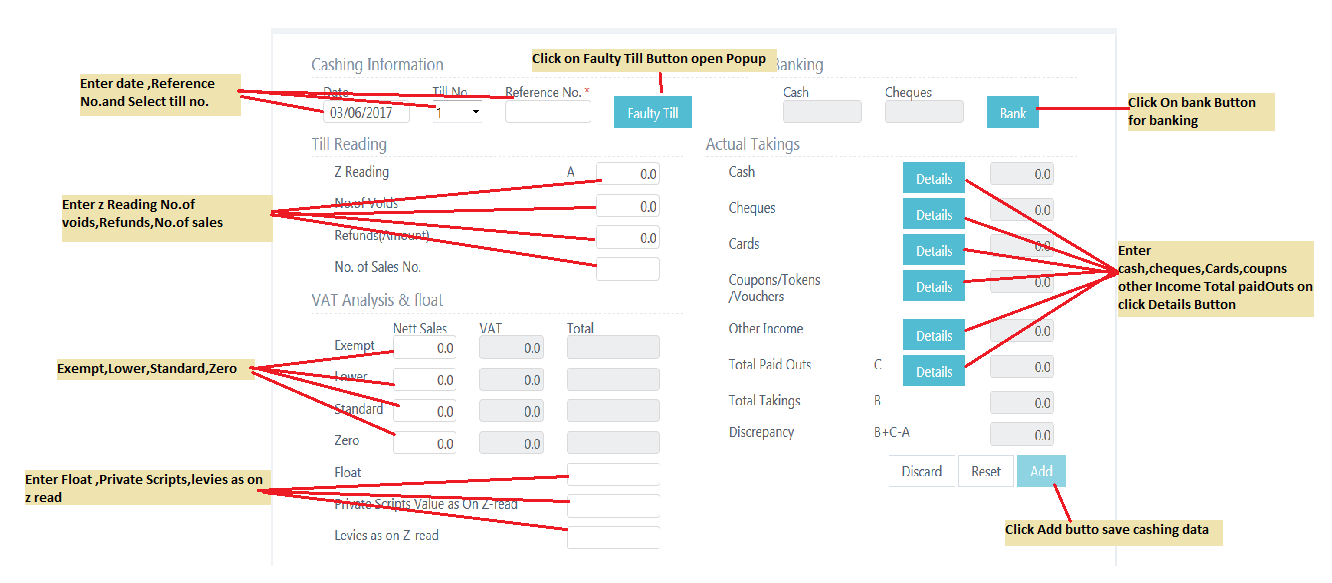 Click on Faulty Till Button open Popup
Cashing Information
Banking
Enter date ,Reference
No.and Select till no.
Date
Till No
Reference No. *
Cash
Cheques
03/06/2017
1
Faulty Till
Bank
Click On bank Button
for banking
Till Reading
Actual Takings
Z Reading
A
0.0
Cash
Details
0.0
Enter z Reading No.of
voids,Refunds,No.of sales
No.of Voids
0.0
Cheques
Details
Refunds(Amount)
0.0
Cards
Details
0.0
No. of Sales No.
Coupons/Tokens
/Vouchers
Details
0.0
Enter
cash,cheques,Cards,coupns
other Income Total paidOuts on
click Details Button
VAT Analysis & float
Nett Sales
VAT
Total
Other Income
Details
0.0
Exempt
0.0
0.0
Exempt,Lower,Standard,Zero
Lower
0.0
0.0
Total Paid Outs
C
Details
0.0
Standard
0.0
0.0
Total Takings
B
0.0
Zero
0.0
0.0
Discrepancy
B+C-A
0.0
Float
Discard
Reset
Add
Enter Float ,Private Scripts,levies as on
z read
Private Scripts Value as On Z-read
Levies as on Z-read
Click Add butto save cashing data